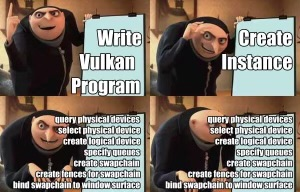 Write
Vulkan
Program
Create
Instance
query physical devices
select physical device
create logical device
specify queues
create swapchain
create fences for swapchain
bind swapchain to window surface
query physical devices
select physical device
create logical device
specify queues
create swapchain
create fences for swapchain
bind swapchain to window surface